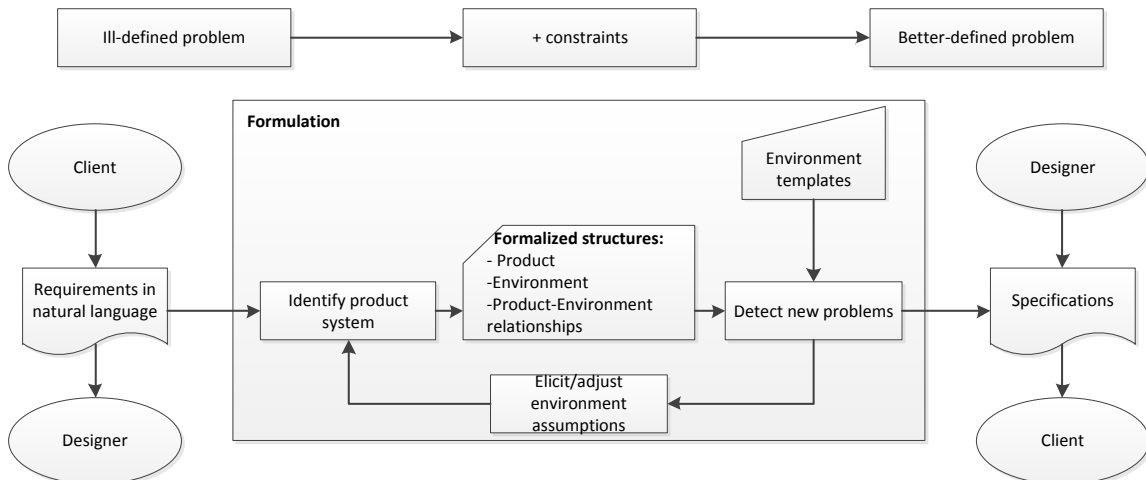 Ill-defined problem
+ constraints
Better-defined problem
Formulation
Client
Environment
templates
Designer
Requirements in
natural language
Identify product
system
Formalized structures:
- Product
-Environment
-Product-Environment
relationships
Detect new problems
Specifications
Elicit/adjust
environment
assumptions
Designer
Client